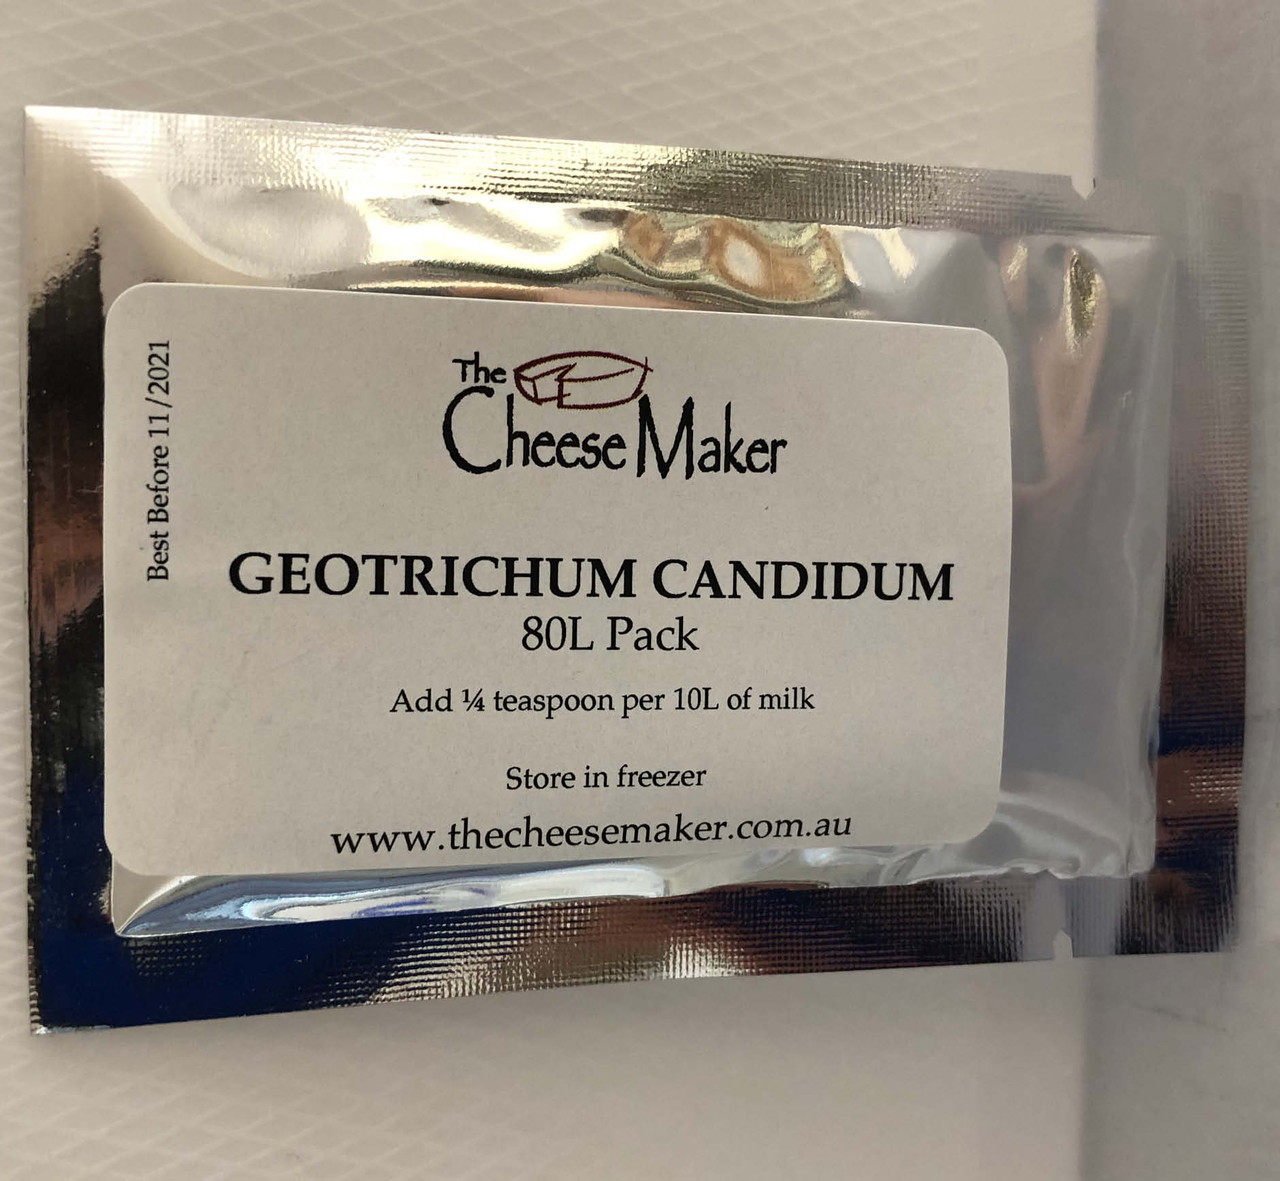 The
Cheese Maker
Best Before 11/2021
GEOTRICHUM CANDIDUM
80L Pack
Add ¼ teaspoon per 10L of milk
Store in freezer
www.thecheesemaker.com.au